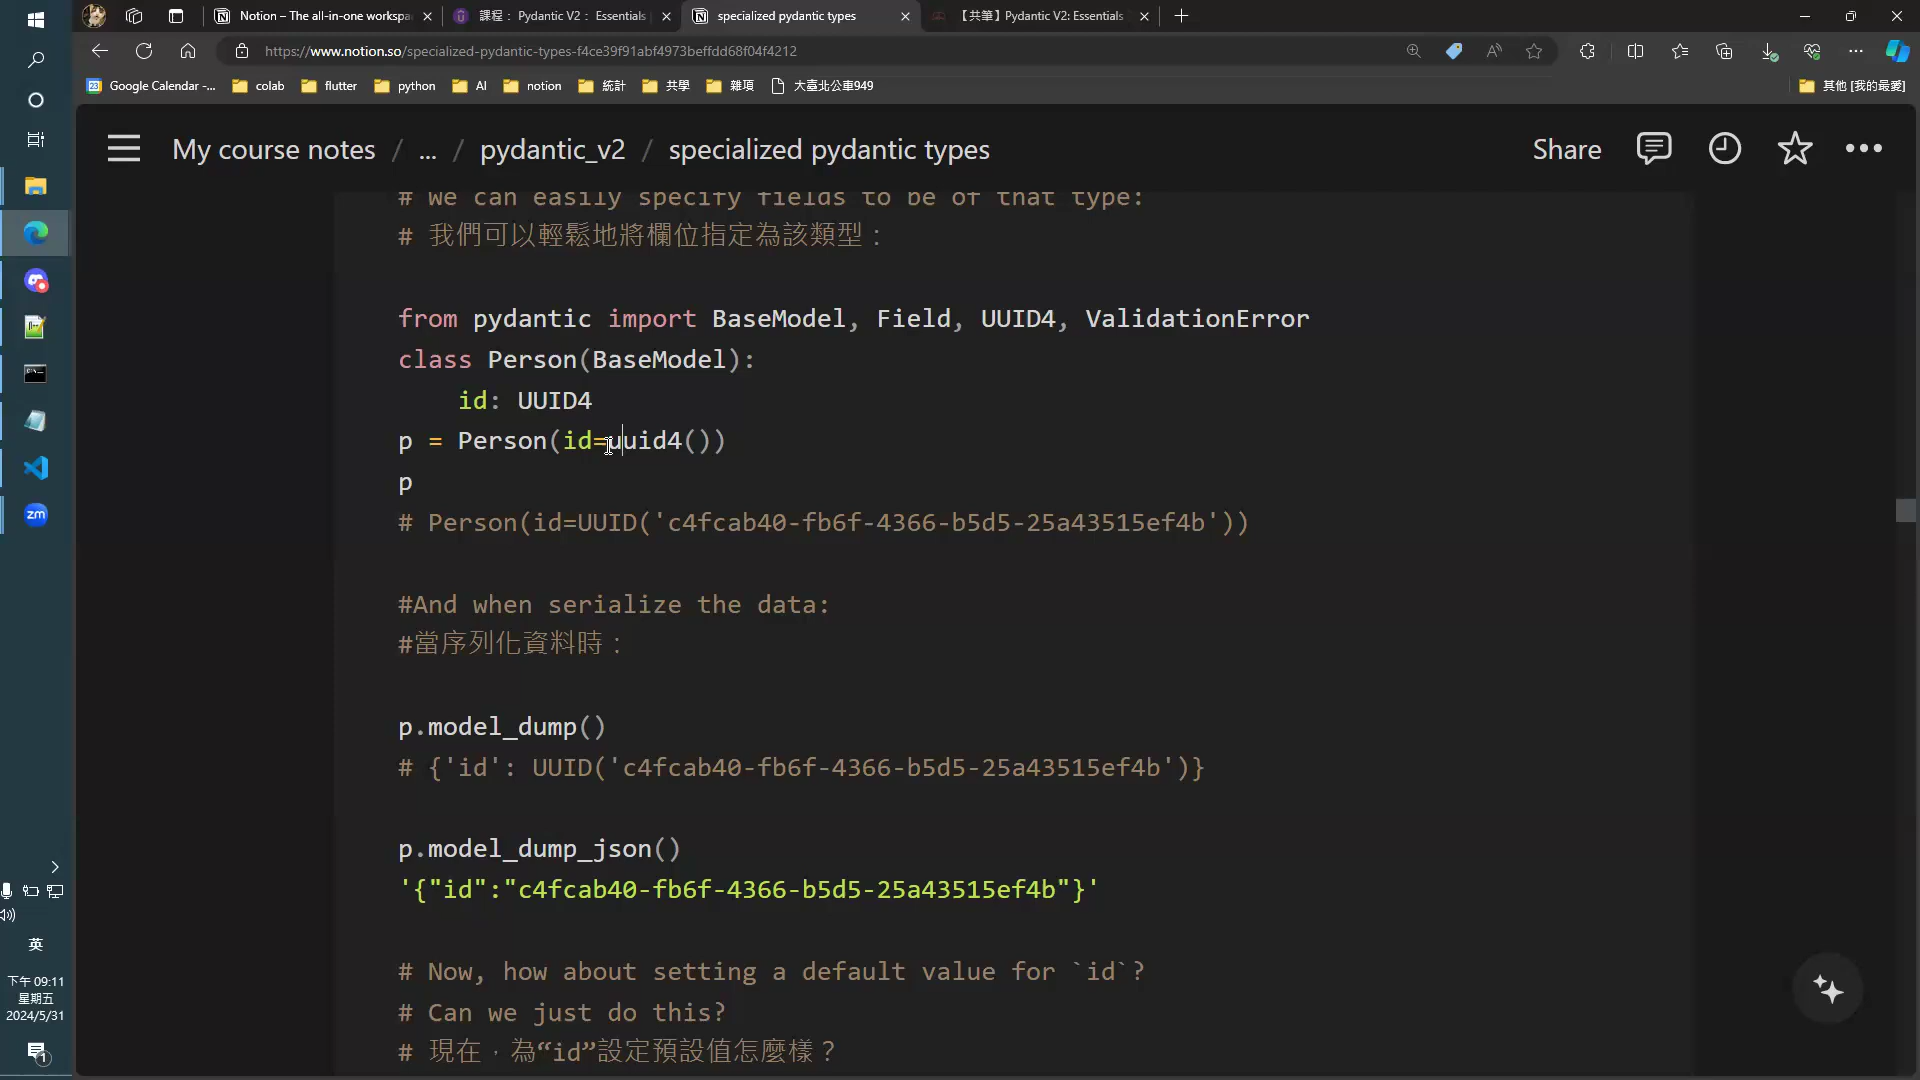 Notion – The all-in-one workspa
課程： Pydantic V2： Essentials
specialized pydantic types
【共筆】Pydantic V2: Essentials
https://www.notion.so/specialized-pydantic-types-f4ce39f91abf4973beffdd68f04f4212
Google Calendar -...
colab
flutter
python
AI
notion
統計
共學
雜項
大臺北公車949
其他 [我的最愛]
My course notes / ... / pydantic_v2 / specialized pydantic types
Share
# We can easily specify fields to be of that type:
# 我們可以輕鬆地將欄位指定為該類型：
from pydantic import BaseModel, Field, UUID4, ValidationError
class Person(BaseModel):
    id: UUID4
p = Person(id=uuid4())
p
# Person(id=UUID('c4fcab40-fb6f-4366-b5d5-25a43515ef4b'))
#And when serialize the data:
#當序列化資料時：
p.model_dump()
# {'id': UUID('c4fcab40-fb6f-4366-b5d5-25a43515ef4b')}
p.model_dump_json()
'{"id":"c4fcab40-fb6f-4366-b5d5-25a43515ef4b"}'
# Now, how about setting a default value for `id`?
# Can we just do this?
# 現在，為“id”設定預設值怎麼樣？
zm
英
下午 09:11
星期五
2024/5/31
1